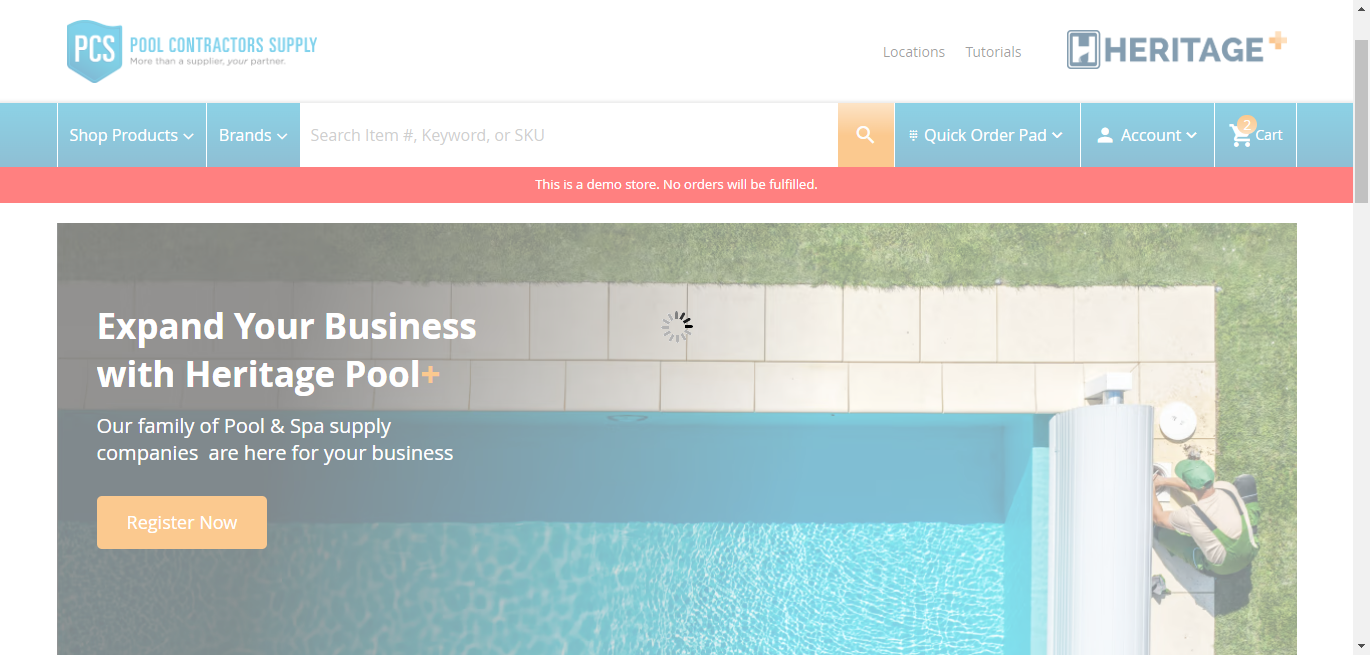 PCS POOL CONTRACTORS SUPPLY
More than a supplier, your partner.
Locations Tutorials
H HERITAGE+
Shop Products
Brands
Search Item #, Keyword, or SKU
Quick Order Pad
Account
2
Cart
This is a demo store. No orders will be fulfilled.
Expand Your Business
with Heritage Pool+
Our family of Pool & Spa supply
companies are here for your business
Register Now